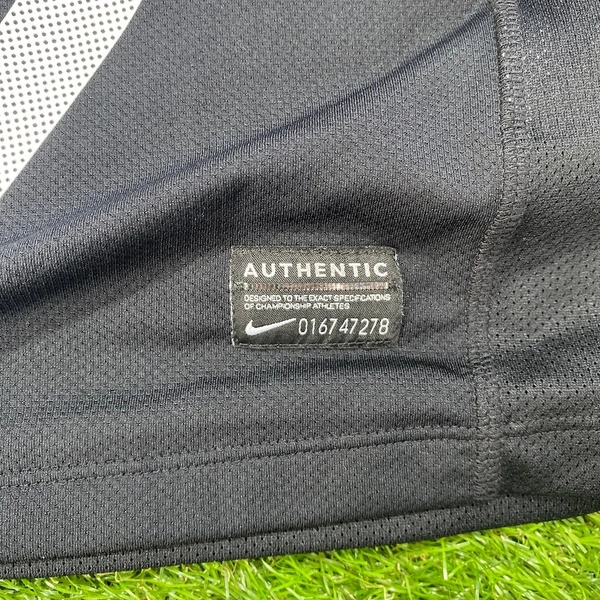 AUTHENTIC
DESIGNED TO THE EXACT SPECIFICATIONS
OF CHAMPIONSHIP ATHLETES
016747278